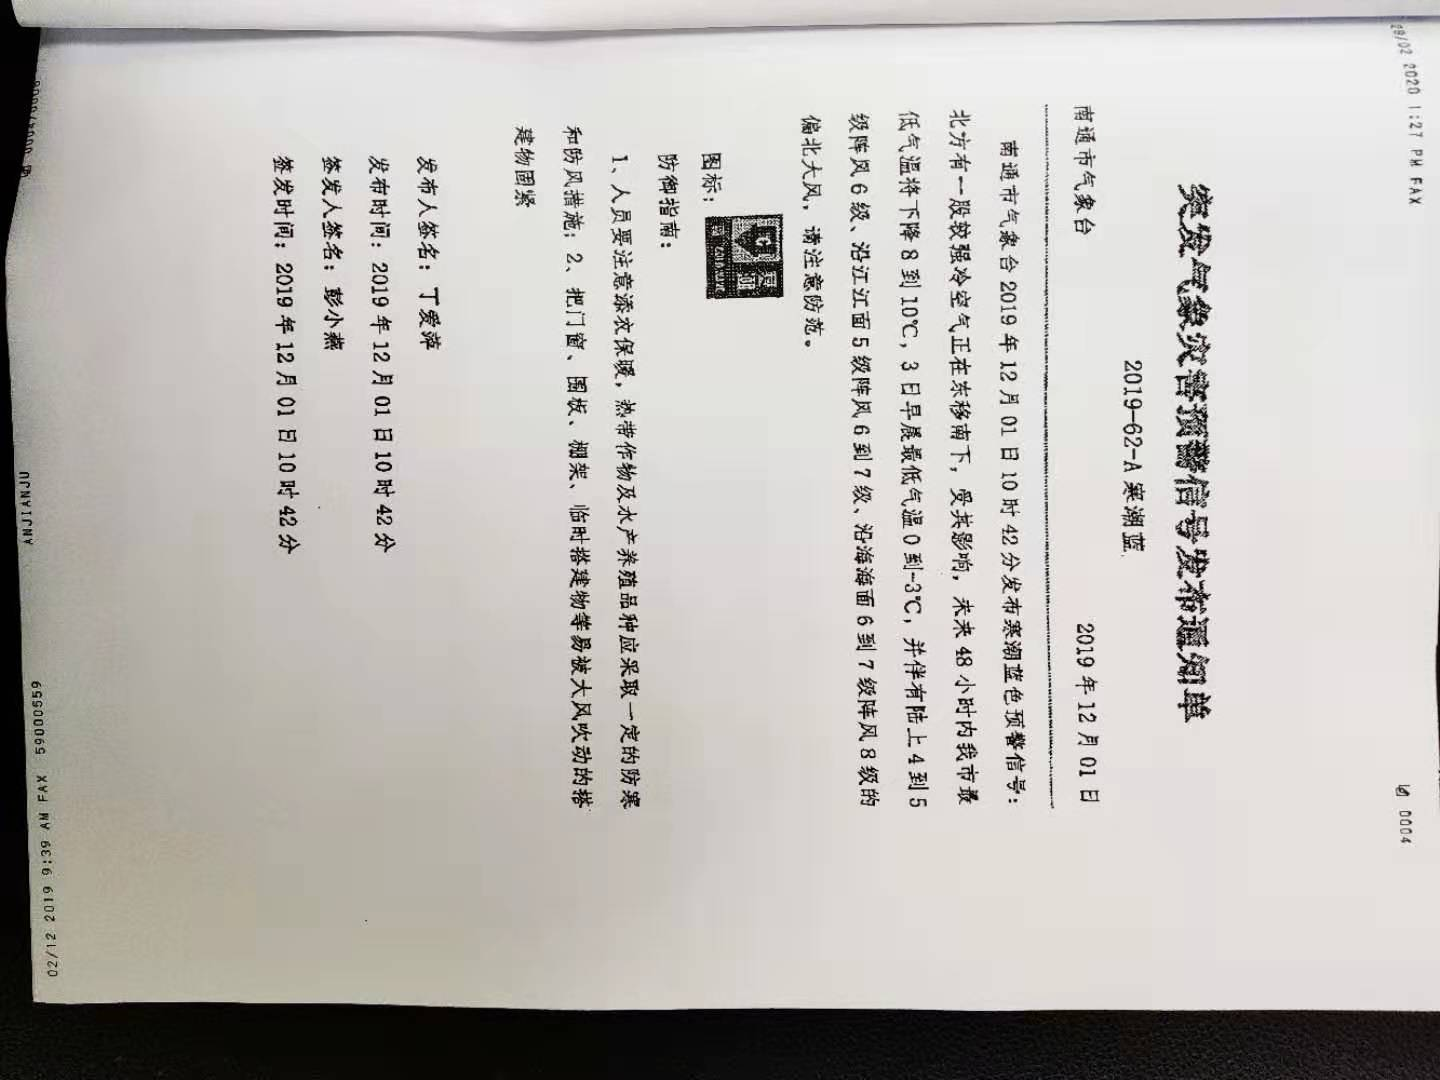 2020 1:27 PM FAX
0004
突发气象灾害预警信号发布通知单
2019-62-A寒潮蓝
南通市气象台 2019年12月01日
南通市气象台2019年12月01日10时42分发布寒潮蓝色预警信号:
北方有一股较强冷空气正在东移南下,受其影响,未来48小时内我市最
低气温将下降8到10℃,3日早晨最低气温0到-3℃,并伴有陆上4到5
级阵风6级、沿江江面5级阵风6到7级、沿海海面6到7级阵风8级的
偏北大风,请注意防范。
图标:
防御指南:
1、人员要注意添衣保暖,热带作物及水产养殖品种应采取一定的防寒
和防风措施;2、把门窗、围板、棚架、临时搭建物等易被大风吹动的搭
建物固紧
发布人签名:丁爱萍
发布时间:2019年12月01日10时42分
签发人签名:彭小燕
签发时间:2019年12月01日10时42分
02/12 2019 9:39 AM FAX 59000559 ANJIANJU